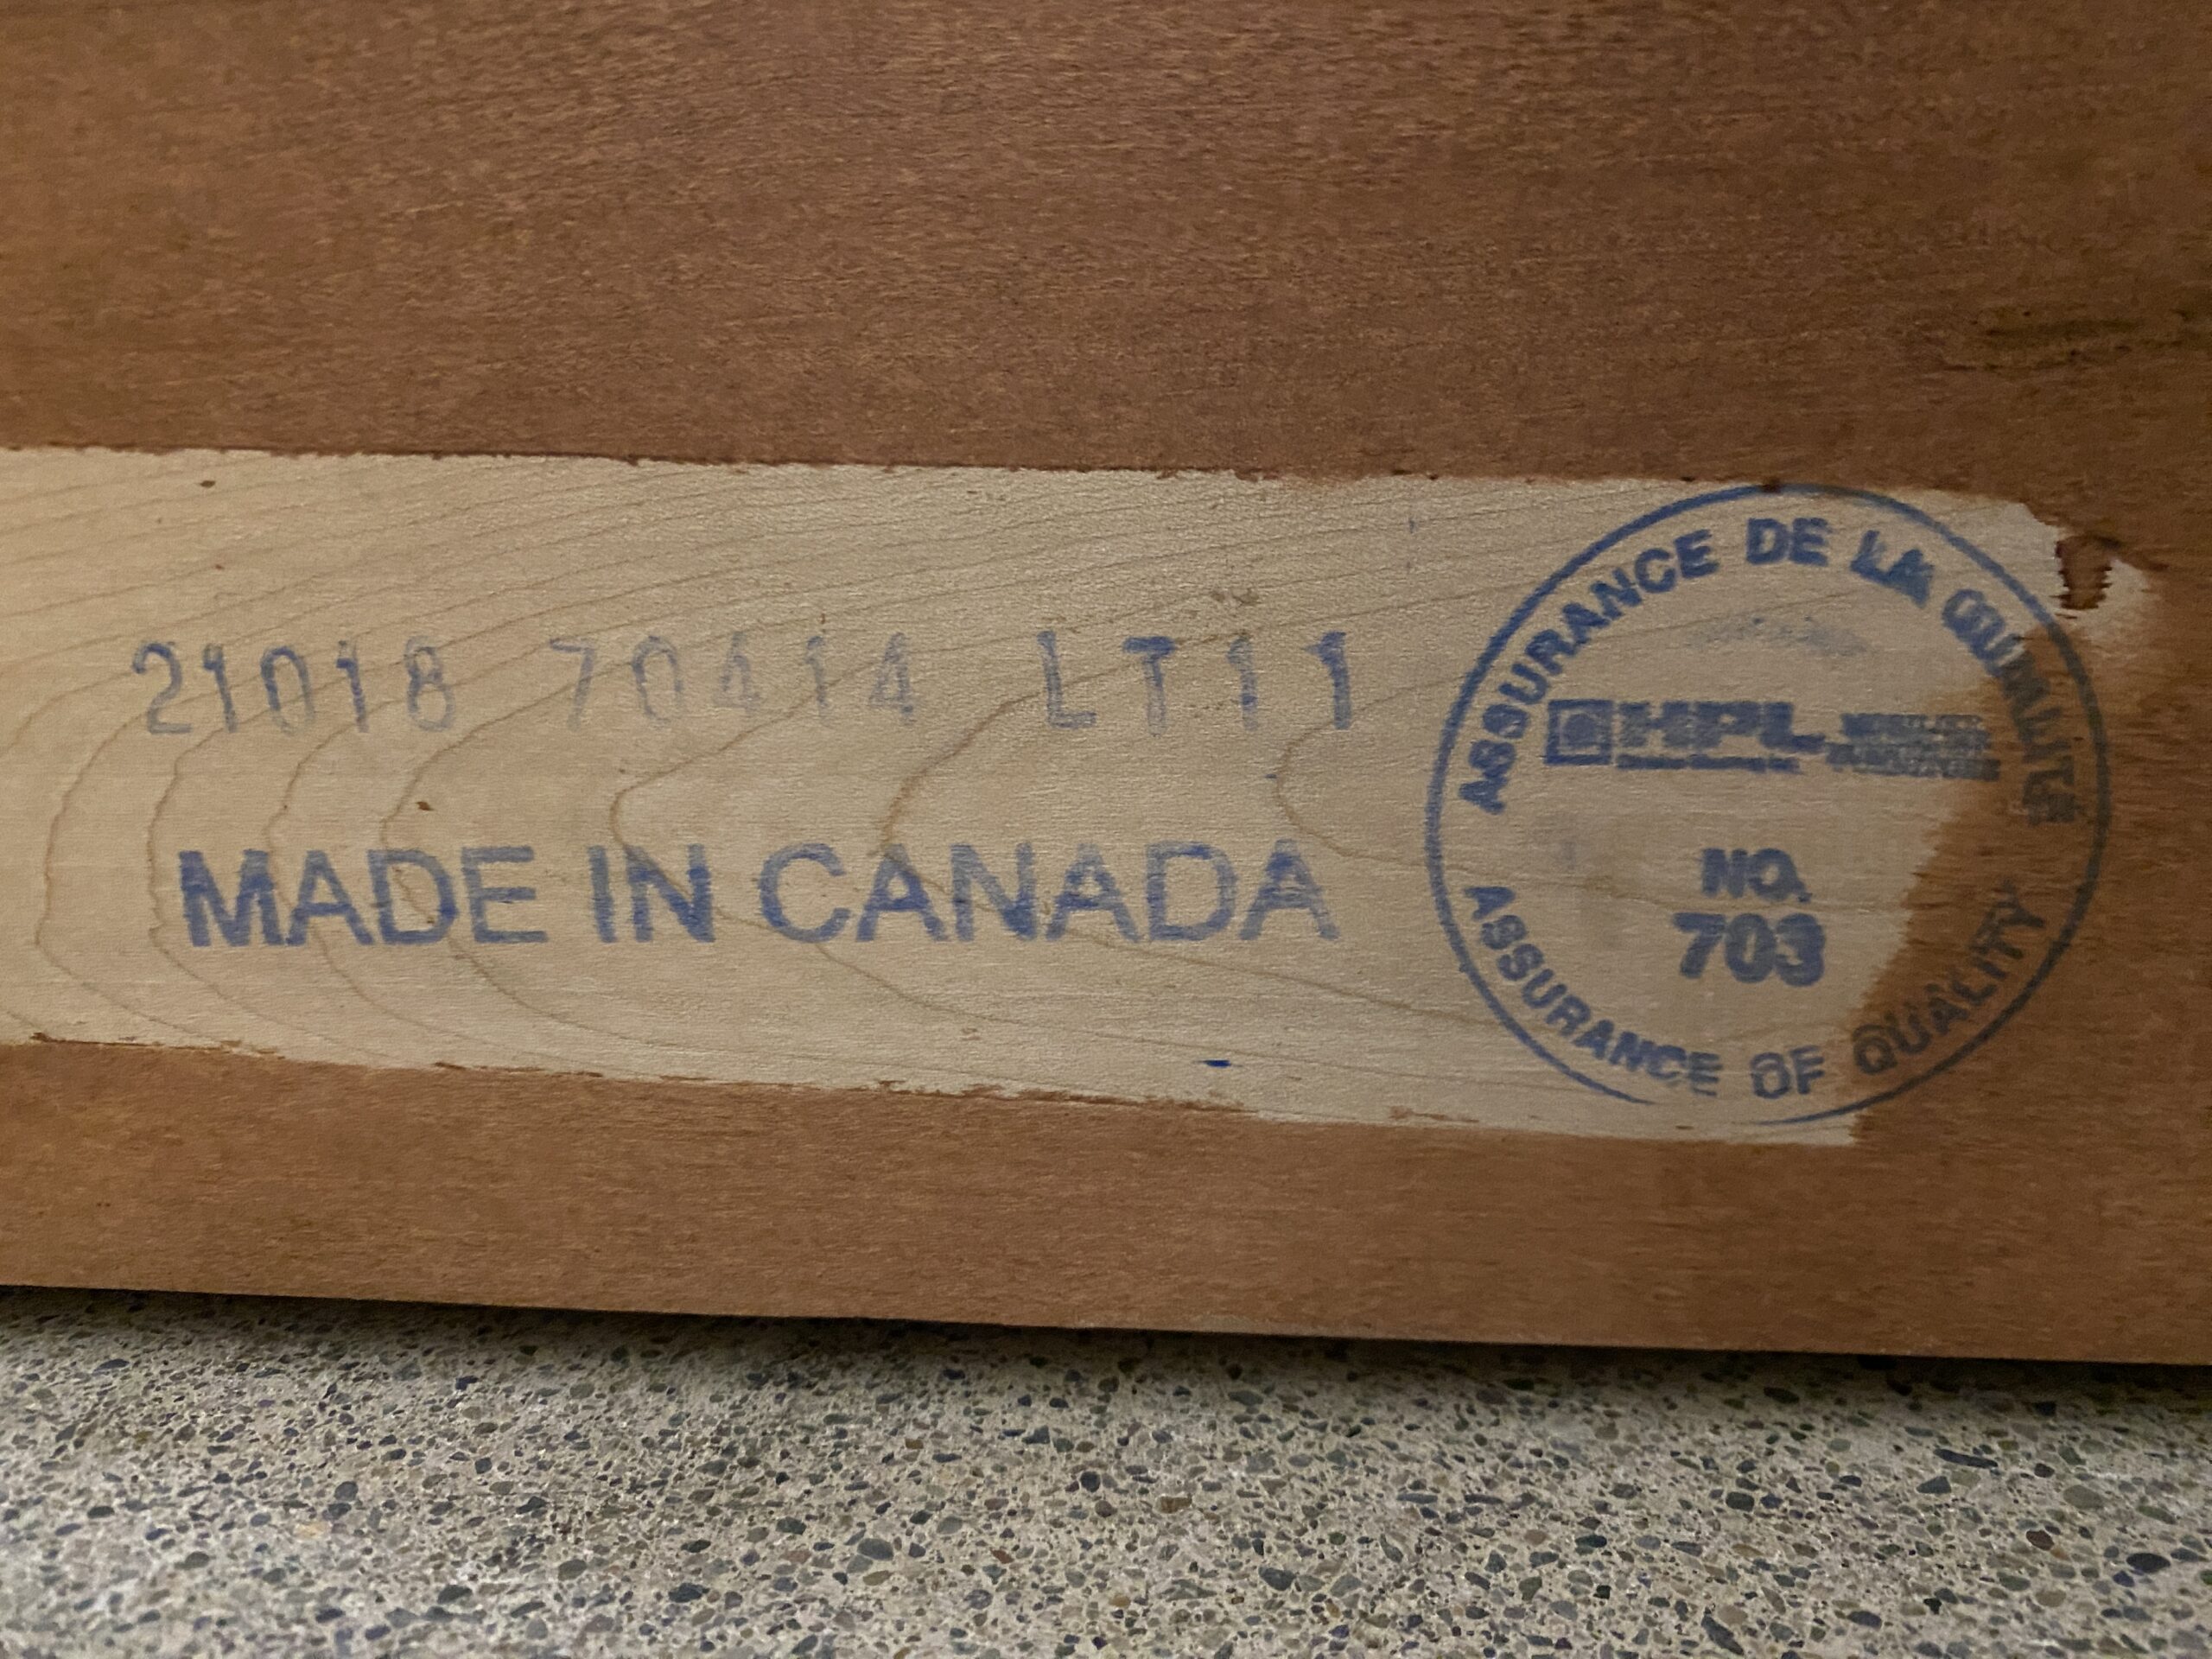 21018 70414 LT11
MADE IN CANADA
ASSURANCE DE LA QUALITÉ
HPL
NO.
703
ASSURANCE OF QUALITY